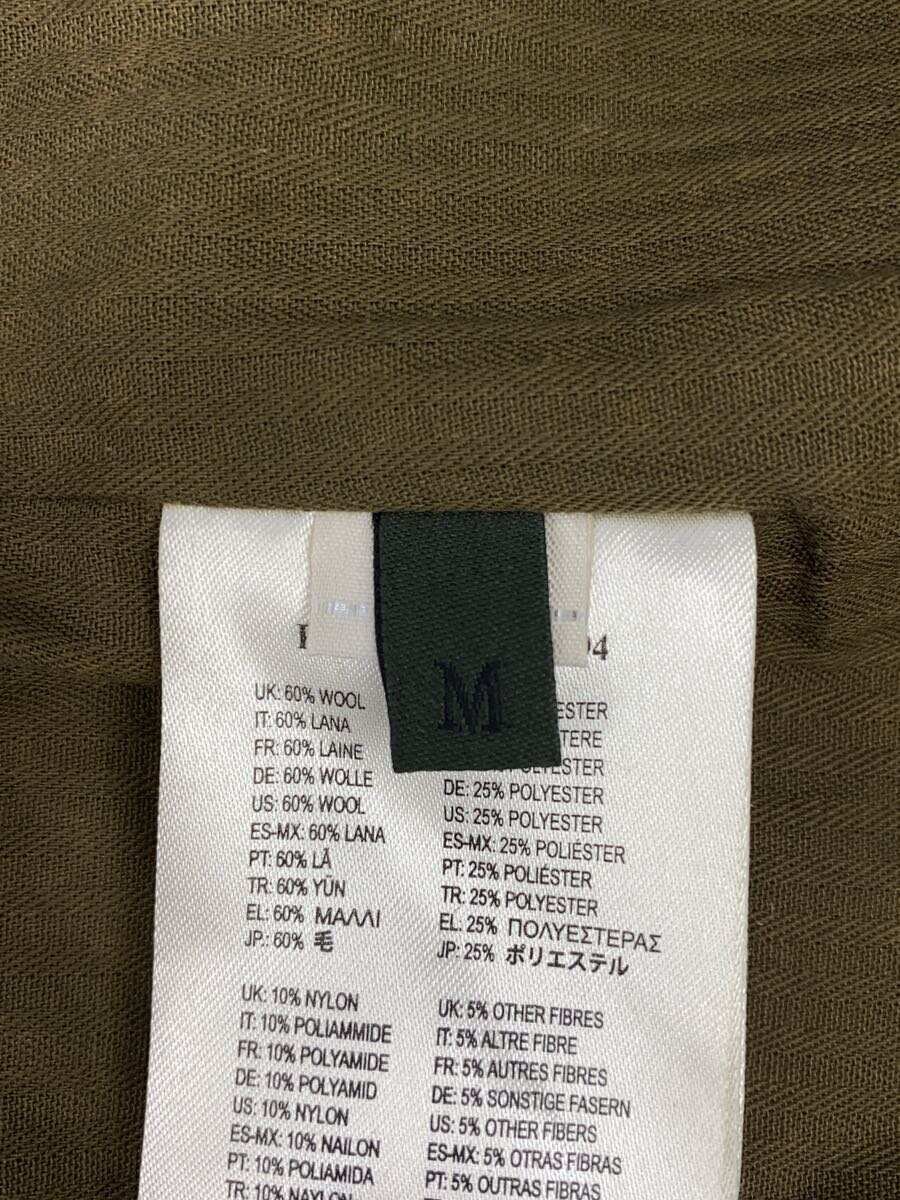 M
94
UK: 60% WOOL
IT: 60% LANA
FR: 60% LAINE
DE: 60% WOLLE
US: 60% WOOL
ES-MX: 60% LANA
PT: 60% LÃ
TR: 60% YŪN
EL: 60% ΜΑΛΛΙ
JP.: 60% 毛
DE: 25% POLYESTER
US: 25% POLYESTER
ES-MX: 25% POLIÉSTER
PT: 25% POLIÉSTER
TR: 25% POLYESTER
EL: 25% ΠΟΛΥΕΣΤΕΡΑΣ
JP: 25% ポリエステル
UK: 10% NYLON
IT: 10% POLIAMMIDE
FR: 10% POLYAMIDE
DE: 10% POLYAMID
US: 10% NYLON
ES-MX: 10% NAILON
PT: 10% POLIAMIDA
TR: 10% NAYLON
UK: 5% OTHER FIBRES
IT: 5% ALTRE FIBRE
FR: 5% AUTRES FIBRES
DE: 5% SONSTIGE FASERN
US: 5% OTHER FIBERS
ES-MX: 5% OTRAS FIBRAS
PT: 5% OUTRAS FIBRAS